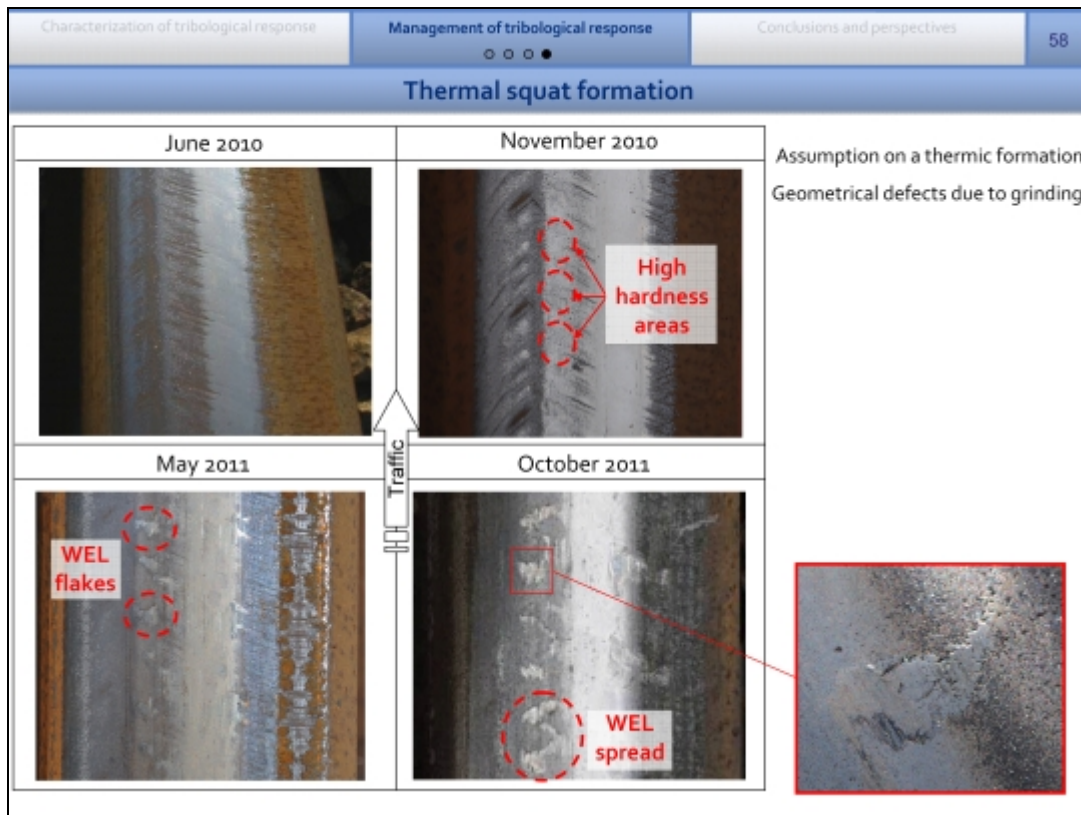 Characterization of tribological response
Management of tribological response
Conclusions and perspectives
58
Thermal squat formation
June 2010
November 2010
Assumption on a thermic formation
Geometrical defects due to grinding
High
hardness
areas
Traffic
May 2011
October 2011
WEL
flakes
WEL
spread